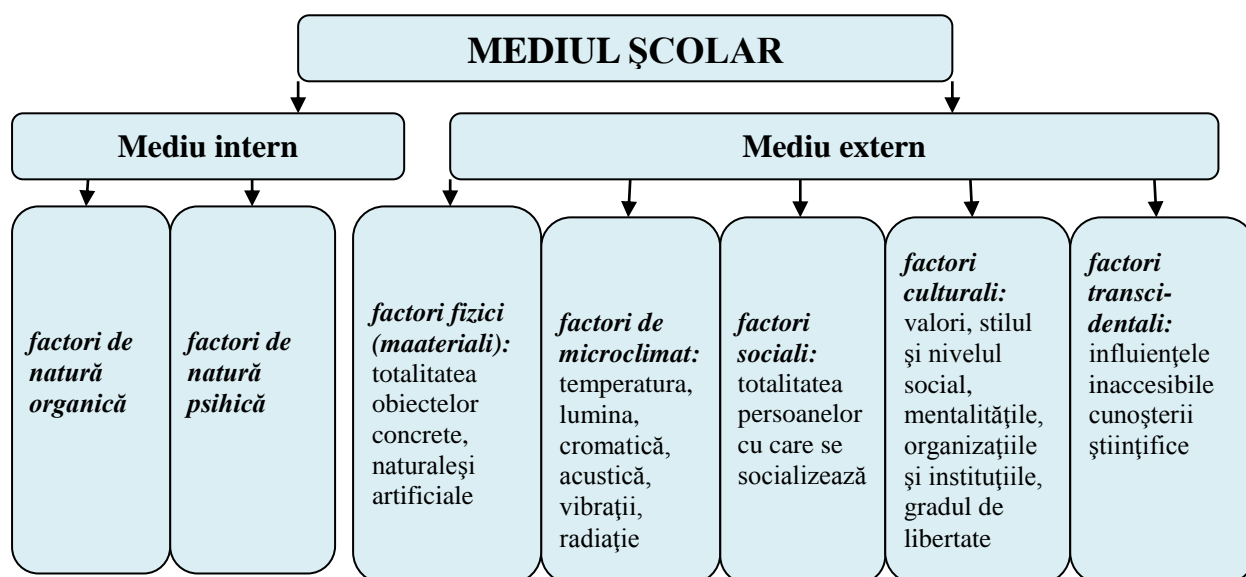 MEDIUL ŞCOLAR
Mediu intern
Mediu extern
factori de
natură
organică
factori de
natură
psihică
factori fizici
(maateriali):
totalitatea
obiectelor
concrete,
naturaleşi
artificiale
factori de
microclimat:
temperatura,
lumina,
cromatică,
acustică,
vibraţii,
radiaţie
factori
sociali:
totalitatea
persoanelor
cu care se
socializează
factori
culturali:
valori, stilul
şi nivelul
social,
mentalităţile,
organizaţiile
şi instituţiile,
gradul de
libertate
factori
transci-
dentali:
influienţele
inaccesibile
cunoşterii
ştiinţifice